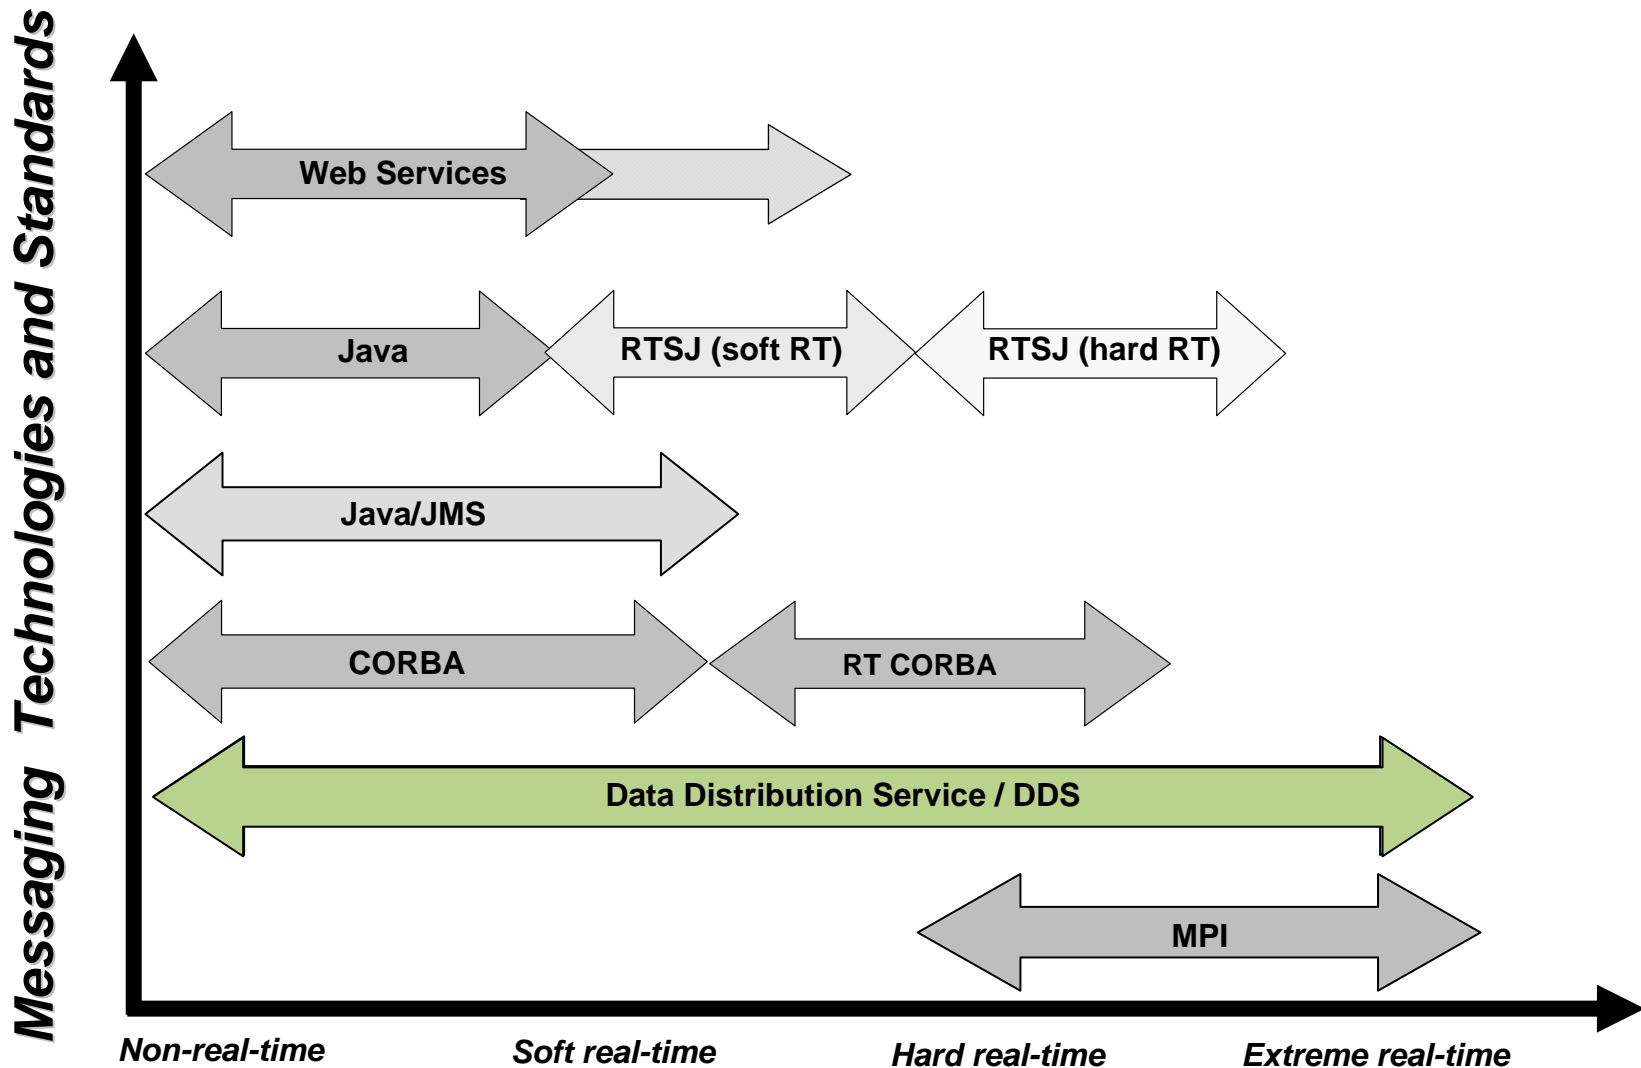 Messaging Technologies and Standards
Web Services
Java
RTSJ (soft RT)
RTSJ (hard RT)
Java/JMS
CORBA
RT CORBA
Data Distribution Service / DDS
MPI
Non-real-time
Soft real-time
Hard real-time
Extreme real-time